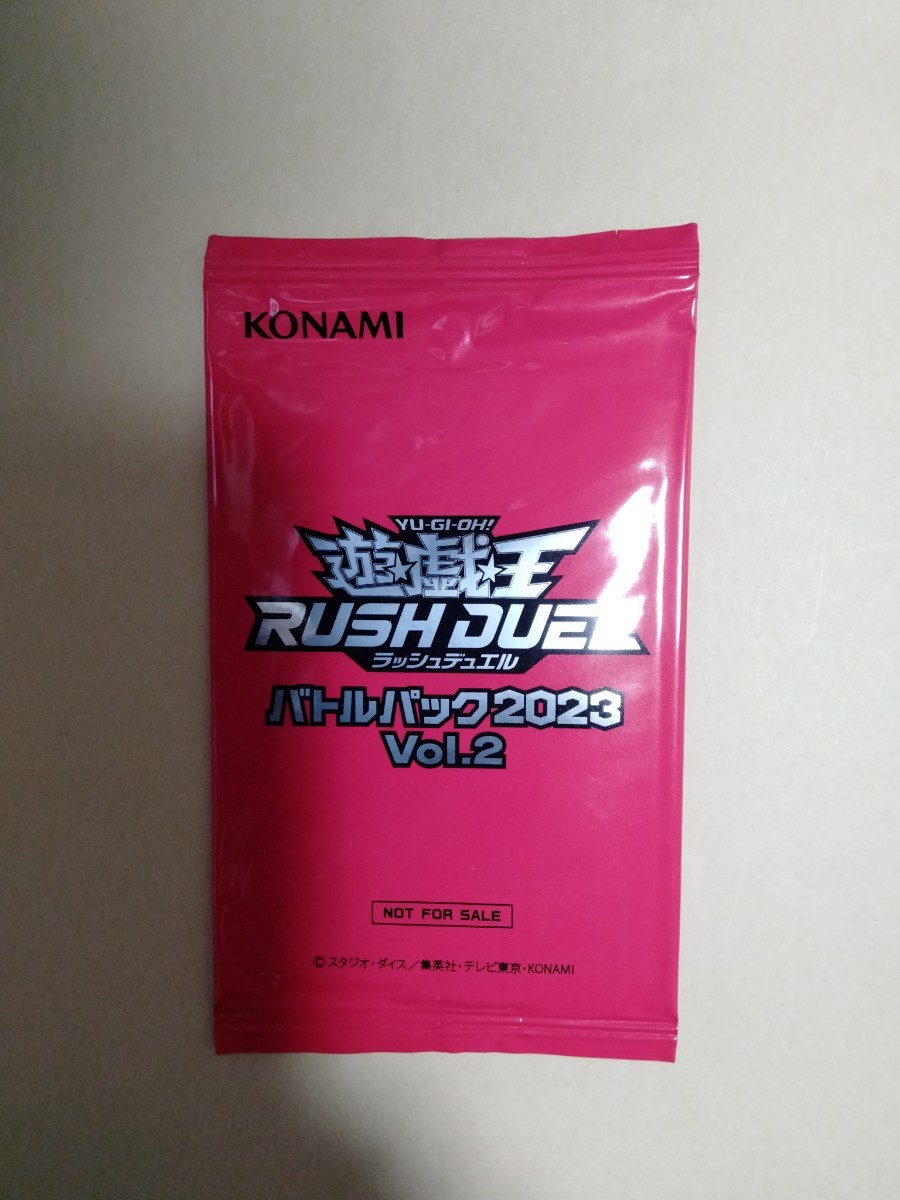 KONAMI
YU-GI-OH!
遊☆戯☆王
RUSH DUEL
ラッシュデュエル
バトルパック2023
Vol.2
NOT FOR SALE
©スタジオ・ダイス/集英社・テレビ東京・KONAMI